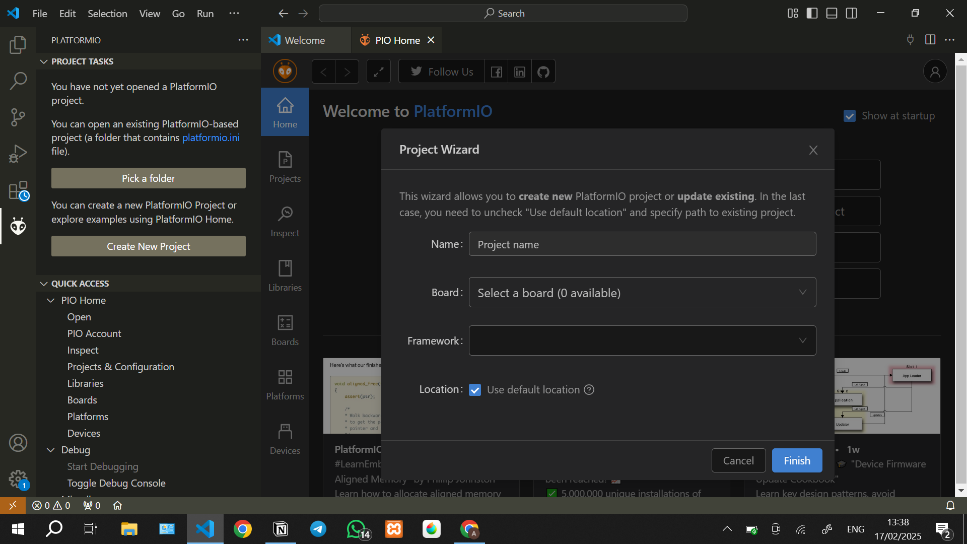 File Edit Selection View Go Run ···
Search
PLATFORMIO
PROJECT TASKS
You have not yet opened a PlatformIO
project.
You can open an existing PlatformIO-based
project (a folder that contains platformio.ini
file).
Pick a folder
You can create a new PlatformIO Project or
explore examples using PlatformIO Home.
Create New Project
QUICK ACCESS
PIO Home
Open
PIO Account
Inspect
Projects & Configuration
Libraries
Boards
Platforms
Devices
Debug
Start Debugging
Toggle Debug Console
Welcome
PIO Home
Follow Us
Home
Projects
Inspect
Libraries
Boards
Platforms
Devices
Welcome to PlatformIO
Show at startup
Project Wizard
This wizard allows you to create new PlatformIO project or update existing. In the last
case, you need to uncheck "Use default location" and specify path to existing project.
Name:
Project name
Board:
Select a board (0 available)
Framework:
Location:
Use default location
Cancel
Finish
Here's what our finish
PlatformIO
#LearnEmb
Aligned Memory" by Phillip Johnston
Learn how to allocate aligned memory
been reached!
5,000,000 unique installations of
1w
"Device Firmware
Update Cookbook"
Learn key design patterns, avoid
0 0
0
14
ENG
13:38
17/02/2025
2
1